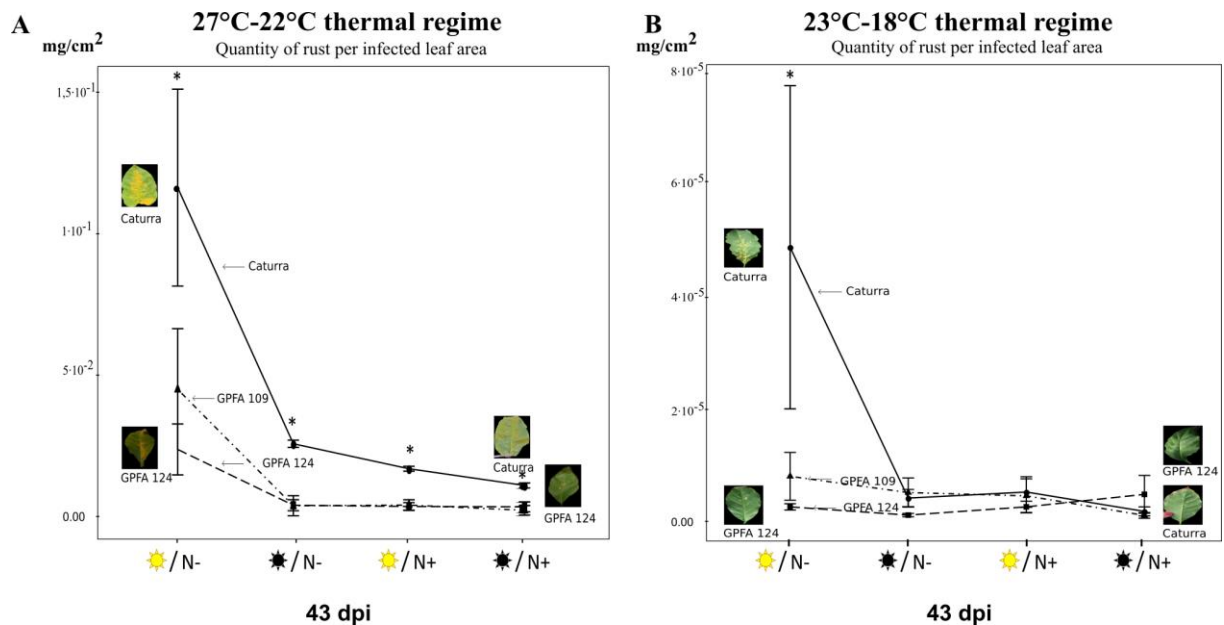 A
27°C-22°C thermal regime
mg/cm²
Quantity of rust per infected leaf area
*
1,5·10⁻¹
Caturra
1·10⁻¹
Caturra
5·10⁻²
GPFA 109
*
*
GPFA 124
GPFA 124
Caturra
*
GPFA 124
0.00
/ N-
/ N-
/ N+
/ N+
43 dpi
B
23°C-18°C thermal regime
mg/cm²
Quantity of rust per infected leaf area
8·10⁻⁵
*
6·10⁻⁵
Caturra
4·10⁻⁵
Caturra
2·10⁻⁵
GPFA 109
GPFA 124
GPFA 124
0.00
GPFA 124
Caturra
/ N-
/ N-
/ N+
/ N+
43 dpi